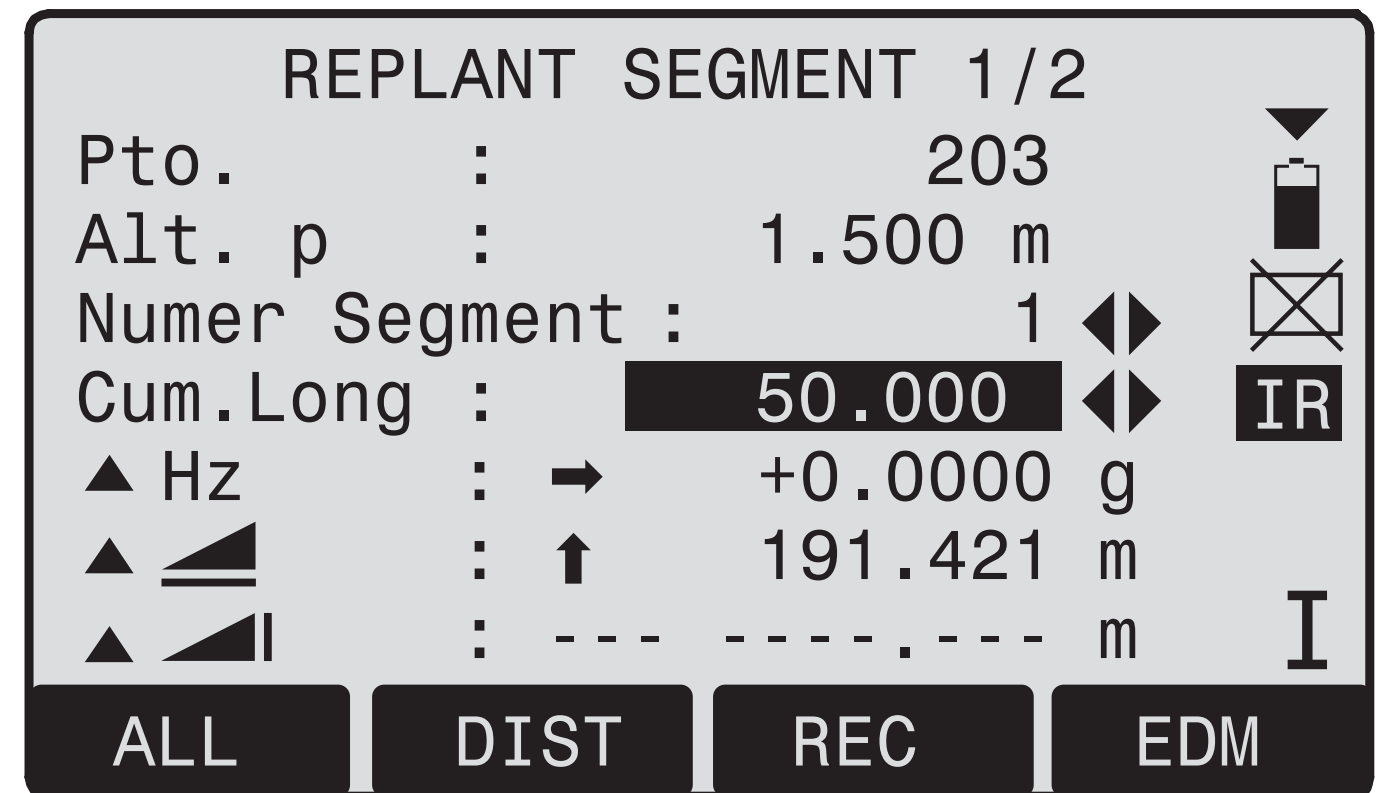 REPLANT SEGMENT 1/2
Pto. : 203
Alt. p : 1.500 m
Numer Segment : 1
Cum.Long : 50.000
IR
Hz : +0.0000 g
: 191.421 m
: --- ----.--- m
I
ALL DIST REC EDM